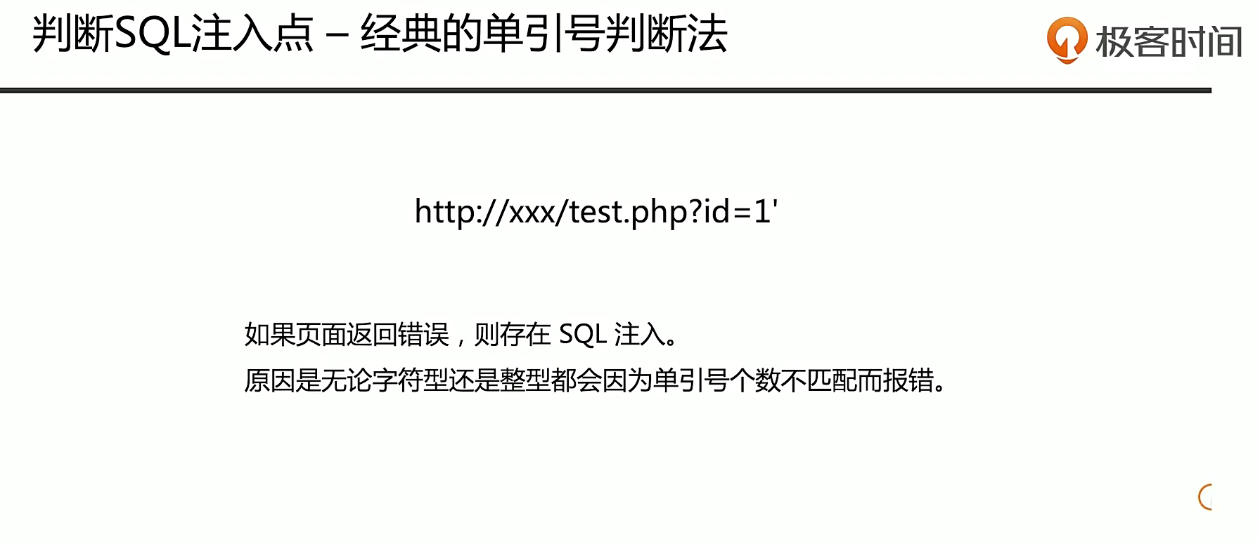 判断SQL注入点 – 经典的单引号判断法
极客时间
http://xxx/test.php?id=1'
如果页面返回错误，则存在 SQL 注入。
原因是无论字符型还是整型都会因为单引号个数不匹配而报错。